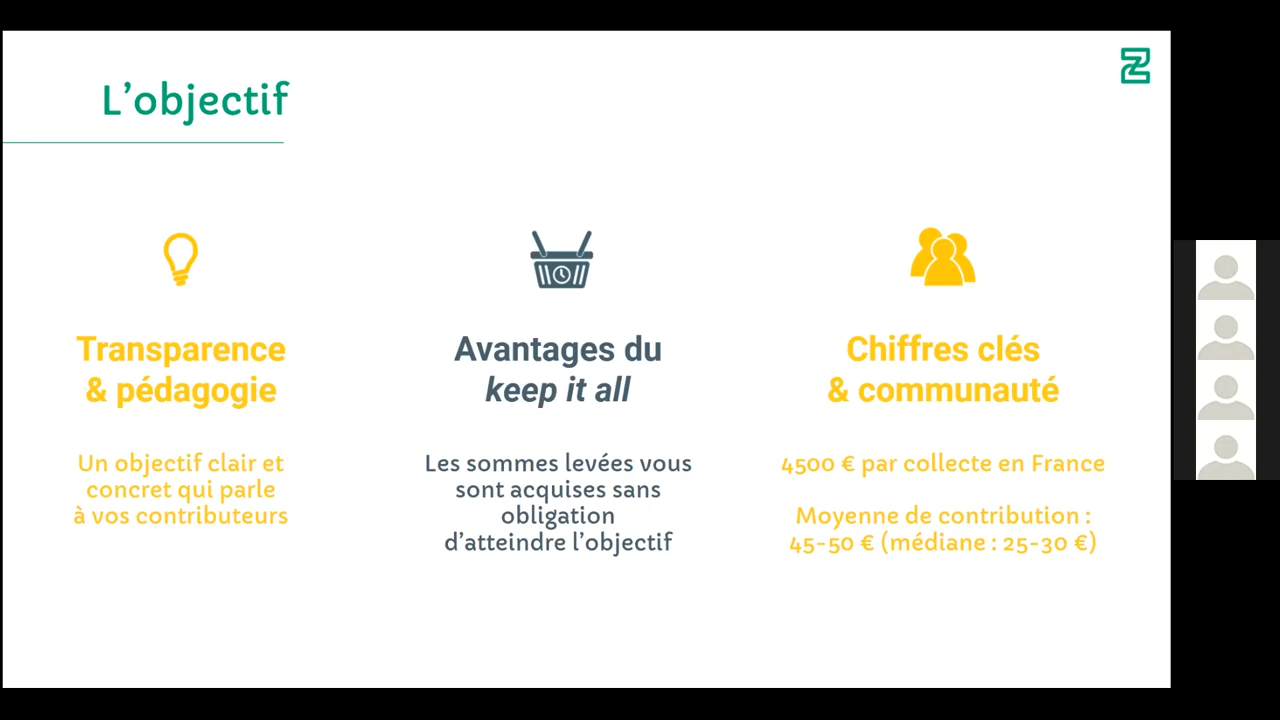 L’objectif
Transparence
& pédagogie
Un objectif clair et
concret qui parle
à vos contributeurs
Avantages du
keep it all
Les sommes levées vous
sont acquises sans
obligation
d’atteindre l’objectif
Chiffres clés
& communauté
4500 € par collecte en France
Moyenne de contribution :
45-50 € (médiane : 25-30 €)